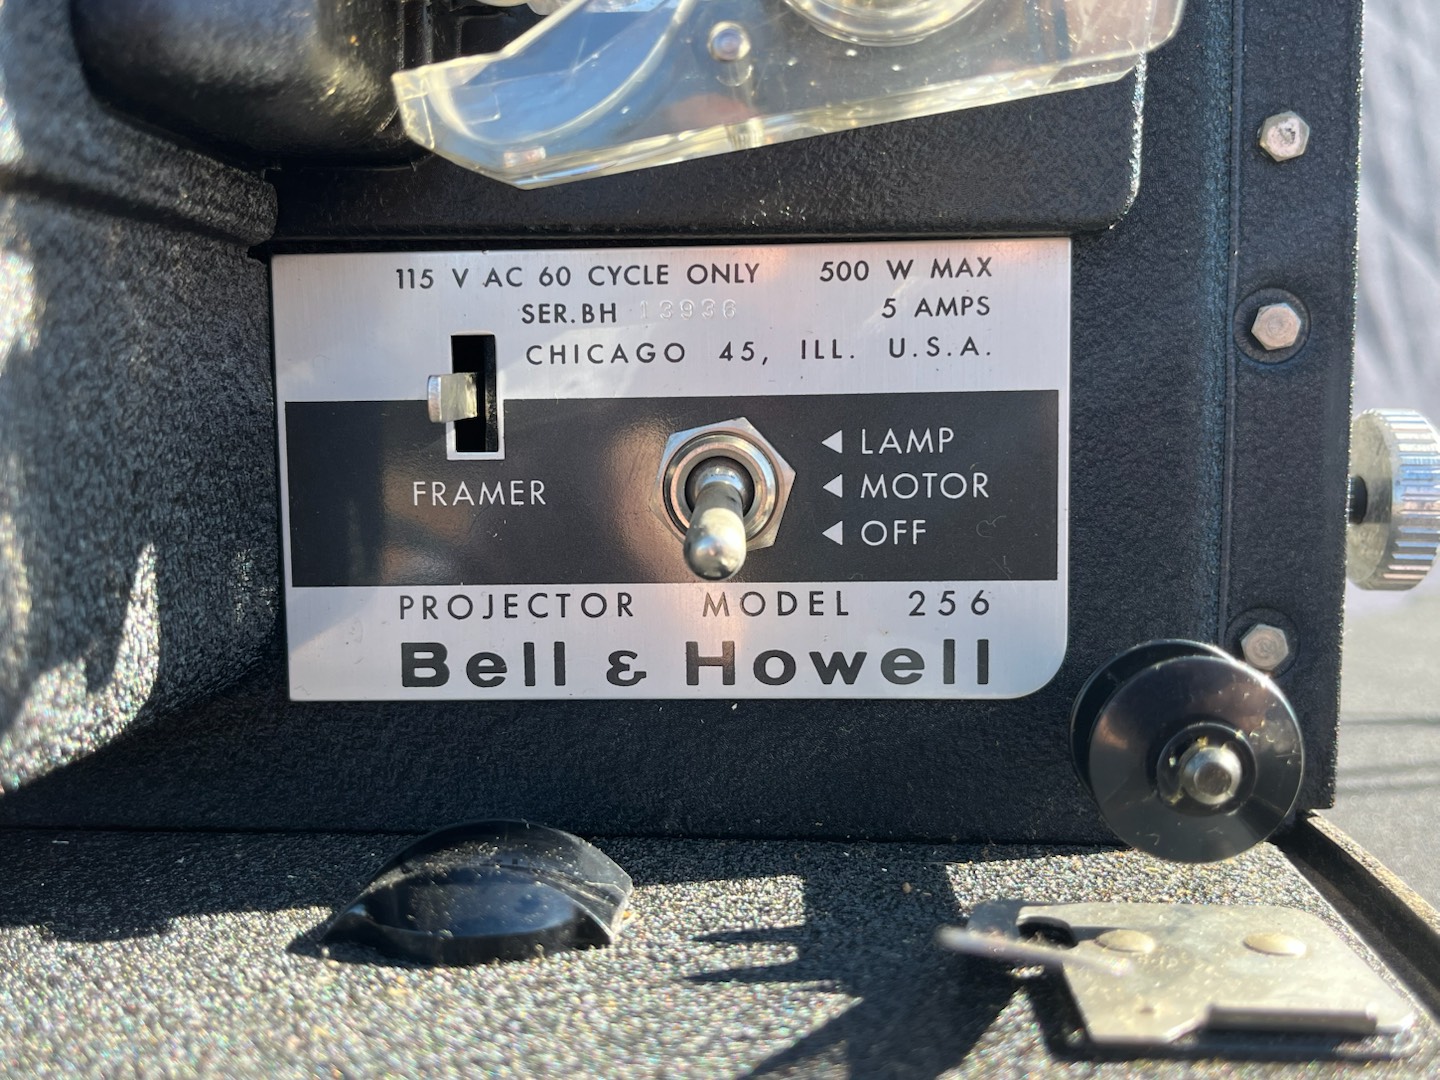 115 V AC 60 CYCLE ONLY 500 W MAX
SER.BH 13936 5 AMPS
CHICAGO 45, ILL. U.S.A.
◀ LAMP
FRAMER ◀ MOTOR
◀ OFF
PROJECTOR MODEL 256
Bell & Howell